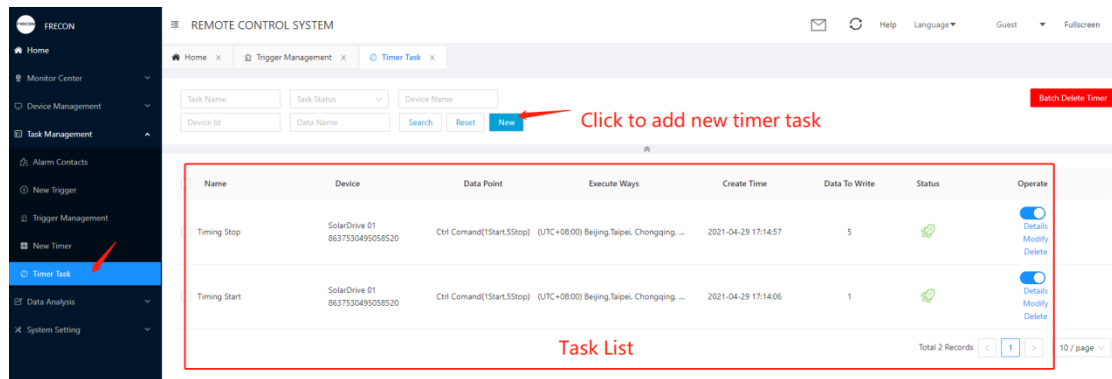 FRECON
REMOTE CONTROL SYSTEM
Help
Language
Guest
Fullscreen
Home
Monitor Center
Device Management
Task Management
Alarm Contacts
New Trigger
Trigger Management
New Timer
Timer Task
Data Analysis
System Setting
Home ×
Trigger Management ×
Timer Task ×
Task Name
Task Status
Device Name
Batch Delete Timer
Device Id
Data Name
Search
Reset
New
Click to add new timer task
Name Device Data Point Execute Ways Create Time Data To Write Status Operate
Timing Stop
SolarDrive 01
8637530495058520
Ctrl Comand(1Start,5Stop)
(UTC+08:00) Beijing,Taipei, Chongqing, ...
2021-04-29 17:14:57
5
Details
Modify
Delete
Timing Start
SolarDrive 01
8637530495058520
Ctrl Comand(1Start,5Stop)
(UTC+08:00) Beijing,Taipei, Chongqing, ...
2021-04-29 17:14:06
1
Details
Modify
Delete
Task List
Total 2 Records < 1 > 10 / page